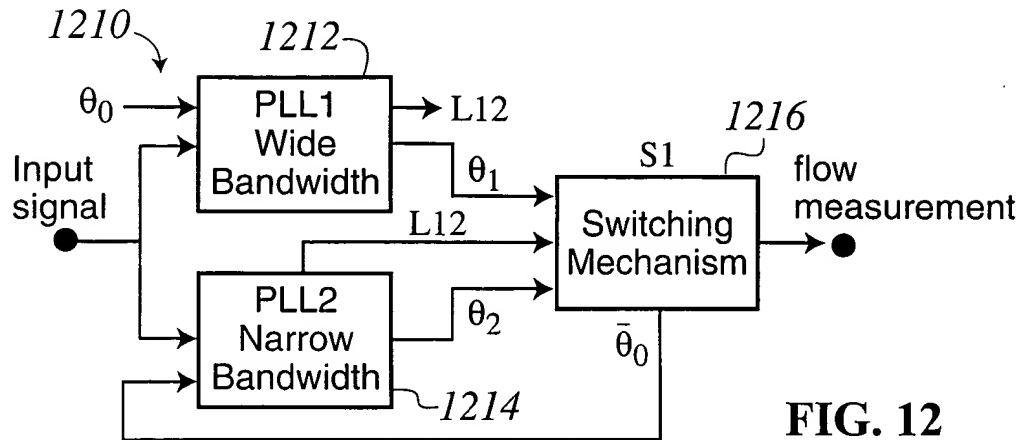 1210
1212
θ0
PLL1
Wide
Bandwidth
L12
θ1
1216
S1
Input
signal
L12
Switching
Mechanism
flow
measurement
PLL2
Narrow
Bandwidth
θ2
θ̄0
1214
FIG. 12